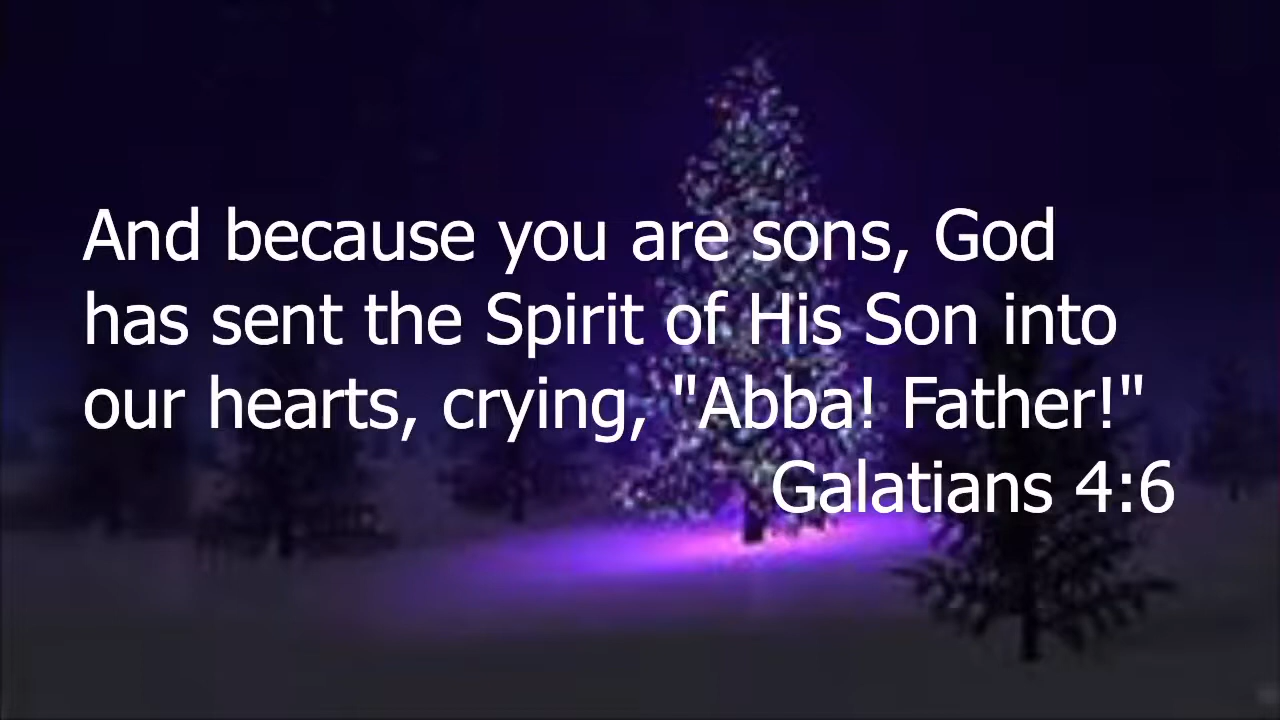 And because you are sons, God
has sent the Spirit of His Son into
our hearts, crying, "Abba! Father!"
Galatians 4:6